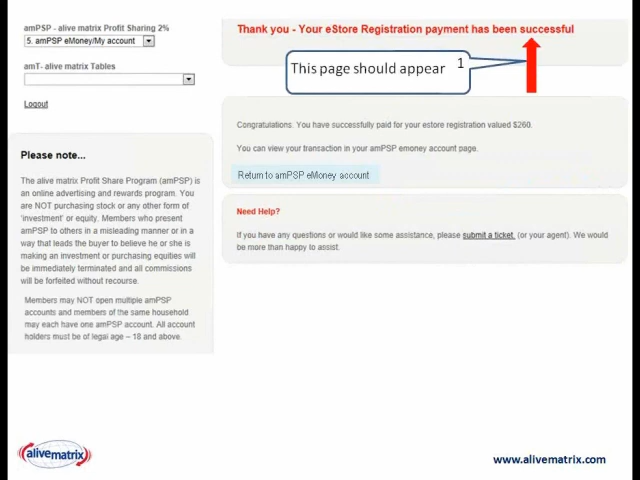 amPSP - alive matrix Profit Sharing 2%
5. amPSP eMoney/My account
amT- alive matrix Tables
Logout
Please note...
The alive matrix Profit Share Program (amPSP) is
an online advertising and rewards program. You
are NOT purchasing stock or any other form of
'investment' or equity. Members who present
amPSP to others in a misleading manner or in a
way that leads the buyer to believe he or she is
making an investment or purchasing equities will
be immediately terminated and all commissions
will be forfeited without recourse.
Members may NOT open multiple amPSP
accounts and members of the same household
may each have one amPSP account. All account
holders must be of legal age – 18 and above.
Thank you - Your eStore Registration payment has been successful
This page should appear 1
Congratulations. You have successfully paid for your estore registration valued $260.
You can view your transaction in your amPSP emoney account page.
Return to amPSP eMoney account
Need Help?
If you have any questions or would like some assistance, please submit a ticket, (or your agent). We would
be more than happy to assist.
alivematrix
www.alivematrix.com